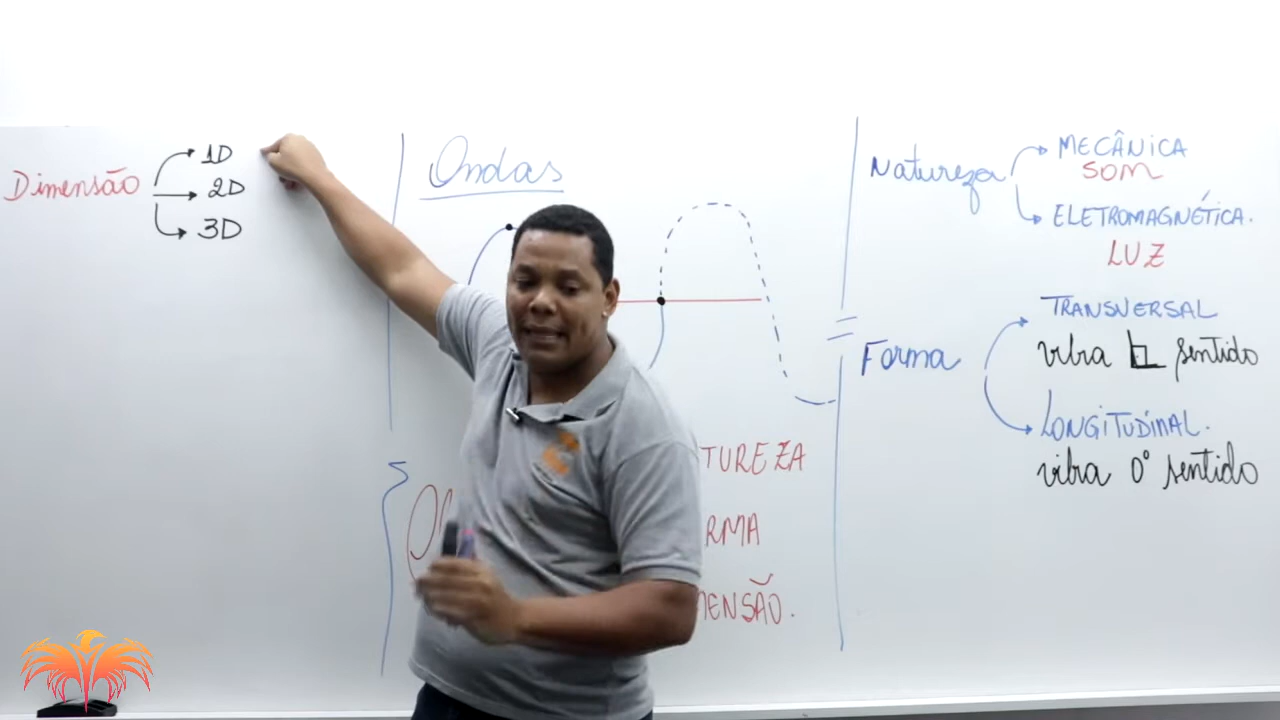 Dimensão
1D
2D
3D
Ondas
TUREZA
RMA
MENSÃO.
Natureza
MECÂNICA
SOM
ELETROMAGNÉTICA.
LUZ
Forma
TRANSVERSAL
vibra sentido
LONGITUDINAL.
vibra 0° sentido